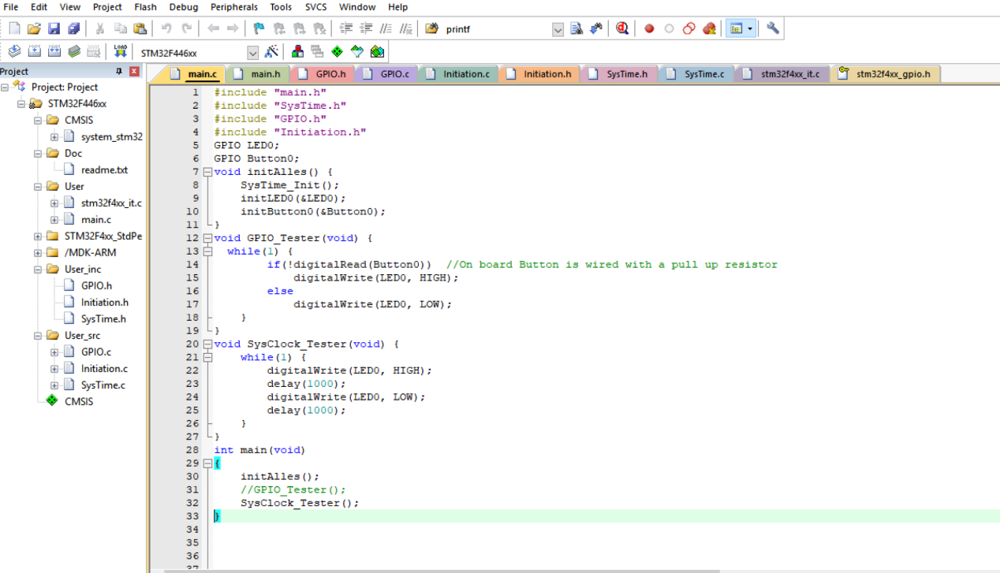 File Edit View Project Flash Debug Peripherals Tools SVCS Window Help
printf
LOAD STM32F446xx
Project
main.c main.h GPIO.h GPIO.c Initiation.c Initiation.h SysTime.h SysTime.c stm32f4xx_it.c stm32f4xx_gpio.h
Project: Project
STM32F446xx
CMSIS
system_stm32
Doc
readme.txt
User
stm32f4xx_it.c
main.c
STM32F4xx_StdPe
/MDK-ARM
User_inc
GPIO.h
Initiation.h
SysTime.h
User_src
GPIO.c
Initiation.c
SysTime.c
CMSIS
1 #include "main.h"
2 #include "SysTime.h"
3 #include "GPIO.h"
4 #include "Initiation.h"
5 GPIO LED0;
6 GPIO Button0;
7 void initAlles() {
8     SysTime_Init();
9     initLED0(&LED0);
10     initButton0(&Button0);
11 }
12 void GPIO_Tester(void) {
13   while(1) {
14         if(!digitalRead(Button0))  //On board Button is wired with a pull up resistor
15             digitalWrite(LED0, HIGH);
16         else
17             digitalWrite(LED0, LOW);
18     }
19 }
20 void SysClock_Tester(void) {
21     while(1) {
22         digitalWrite(LED0, HIGH);
23         delay(1000);
24         digitalWrite(LED0, LOW);
25         delay(1000);
26     }
27 }
28 int main(void)
29 {
30     initAlles();
31     //GPIO_Tester();
32     SysClock_Tester();
33 }
34
35
36
37